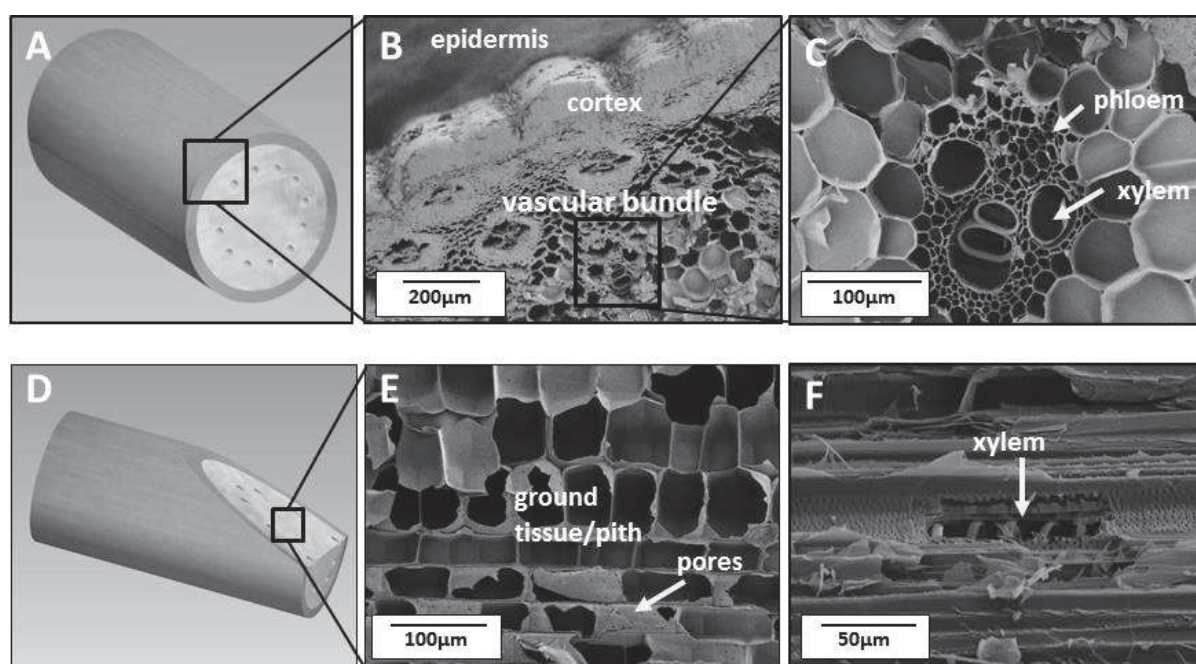 A
B
epidermis
cortex
vascular bundle
200µm
C
phloem
xylem
100µm
D
E
ground
tissue/pith
pores
100µm
F
xylem
50µm